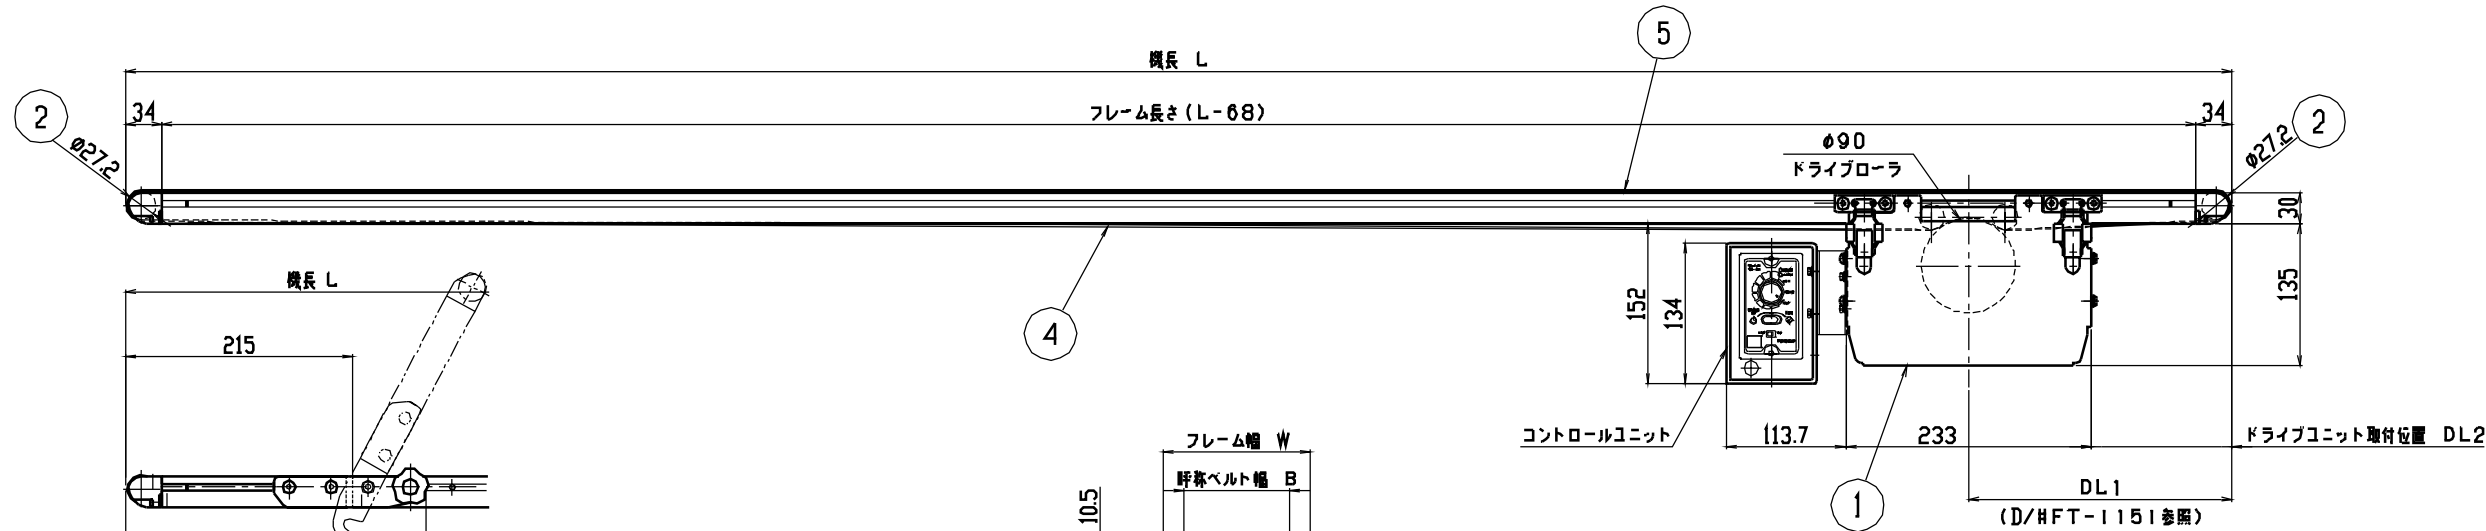 5
機長 L
2
34
フレーム長さ(L-68)
34
2
φ27.2
φ90
ドライブローラ
φ27.2
30
機長 L
152
134
135
4
215
コントロールユニット
113.7
233
ドライブユニット取付位置 DL2
フレーム幅 W
呼称ベルト幅 B
10.5
1
DL1
(D/#FT-1151参照)